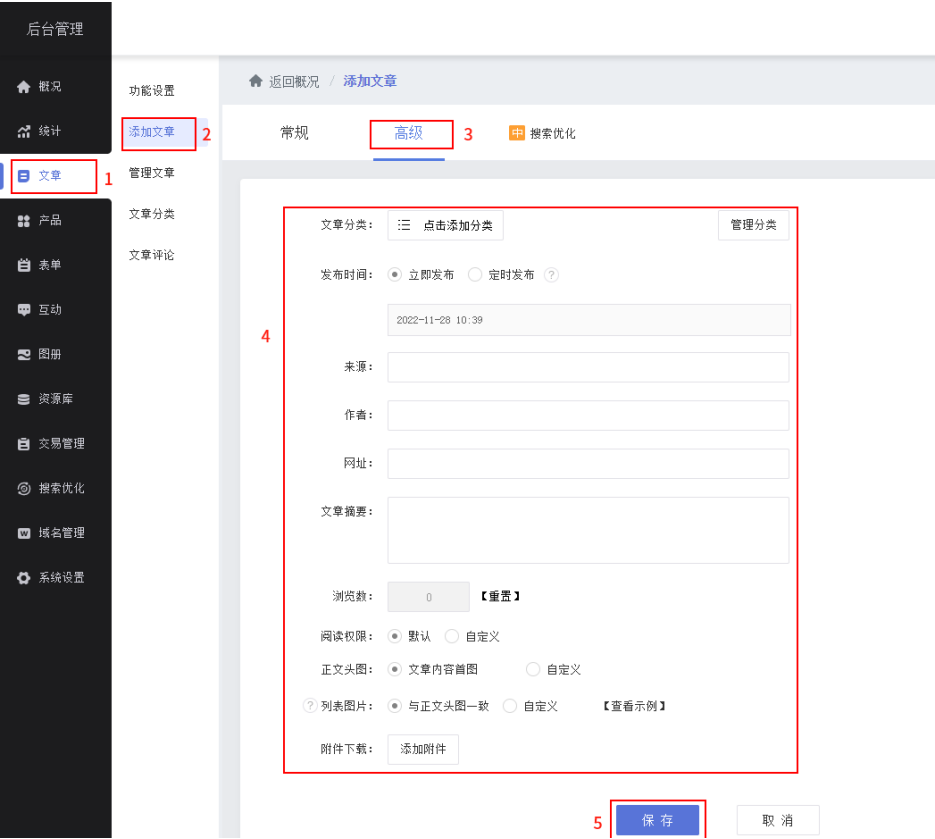 后台管理
概况
统计
文章
1
产品
表单
互动
图册
资源库
交易管理
搜索优化
域名管理
系统设置
功能设置
添加文章
2
管理文章
文章分类
文章评论
返回概况 / 添加文章
常规 高级 3 中 搜索优化
4
文章分类： 点击添加分类 管理分类
发布时间： 立即发布 定时发布 ?
2022-11-28 10:39
来源：
作者：
网址：
文章摘要：
浏览数： 0 【重置】
阅读权限： 默认 自定义
正文头图： 文章内容首图 自定义
? 列表图片： 与正文头图一致 自定义 【查看示例】
附件下载： 添加附件
5 保存 取消